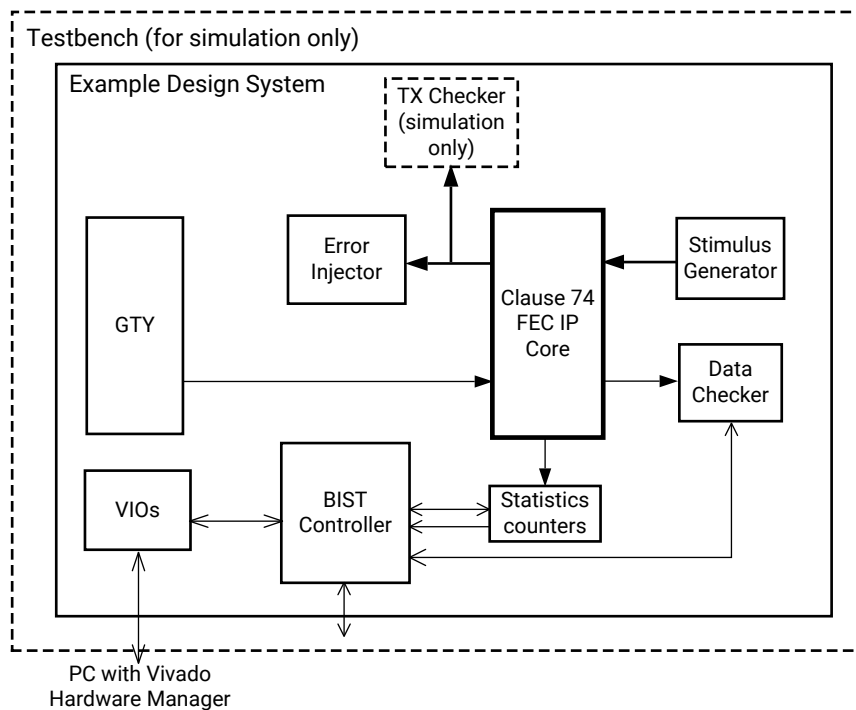 Testbench (for simulation only)
Example Design System
TX Checker
(simulation
only)
Error
Injector
Stimulus
Generator
Clause 74
FEC IP
Core
GTY
Data
Checker
BIST
Controller
Statistics
counters
VIOs
PC with Vivado
Hardware Manager